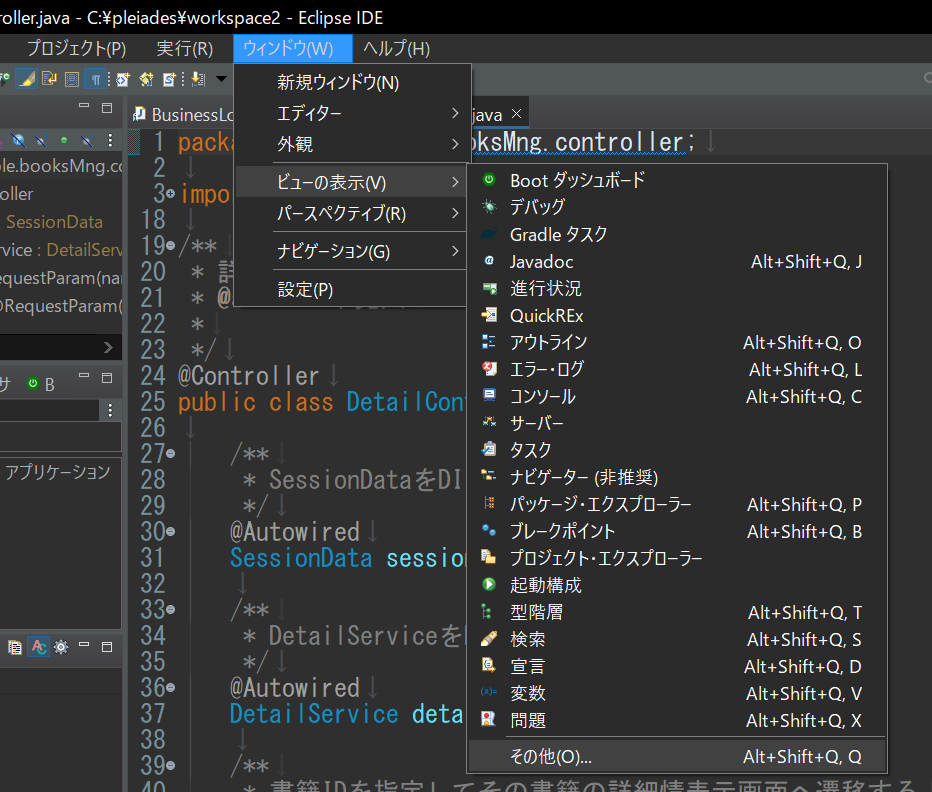 roller.java - C:¥pleiades¥workspace2 - Eclipse IDE
プロジェクト(P) 実行(R) ウィンドウ(W) ヘルプ(H)
新規ウィンドウ(N)
エディター
外観
ビューの表示(V)
パースペクティブ(R)
ナビゲーション(G)
設定(P)
Boot ダッシュボード
デバッグ
Gradle タスク
Javadoc Alt+Shift+Q, J
進行状況
QuickREx
アウトライン Alt+Shift+Q, O
エラー・ログ Alt+Shift+Q, L
コンソール Alt+Shift+Q, C
サーバー
タスク
ナビゲーター (非推奨)
パッケージ・エクスプローラー Alt+Shift+Q, P
ブレークポイント Alt+Shift+Q, B
プロジェクト・エクスプローラー
起動構成
型階層 Alt+Shift+Q, T
検索 Alt+Shift+Q, S
宣言 Alt+Shift+Q, D
変数 Alt+Shift+Q, V
問題 Alt+Shift+Q, X
その他(O)... Alt+Shift+Q, Q
ple.booksMng.co
roller
: SessionData
rvice : DetailServ
equestParam(nar
@RequestParam(
サ B
アプリケーション
BusinessLo java
1 packa oksMng.controller;
2
3 impo
18
19 /**
20 * 詳
21 * @
22 *
23 */
24 @Controller
25 public class DetailCont
26
27 /**
28 * SessionDataをDI
29 */
30 @Autowired
31 SessionData session
32
33 /**
34 * DetailServiceを
35 */
36 @Autowired
37 DetailService deta
38
39 /**
40 * 書籍IDを指定してその書籍の詳細情表示画面へ遷移する